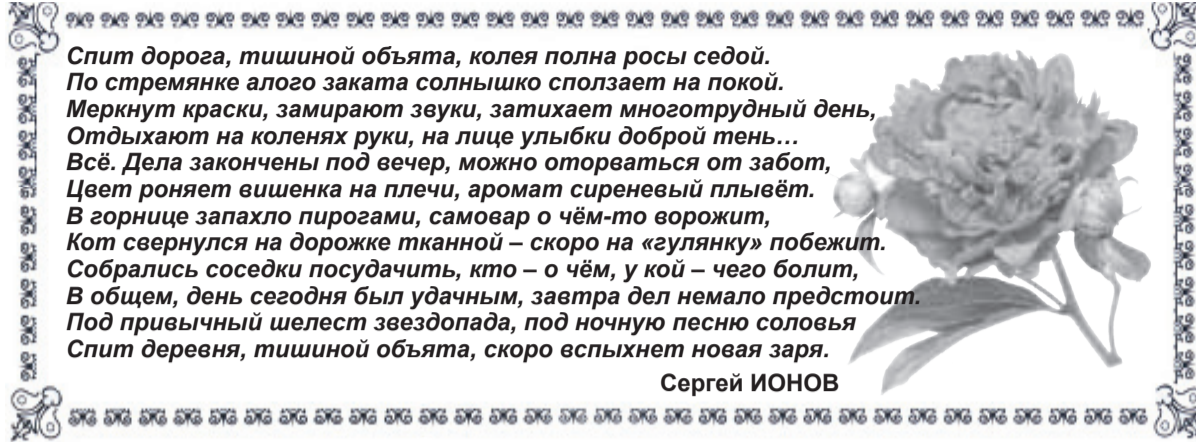 Спит дорога, тишиной объята, колея полна росы седой.
По стремянке алого заката солнышко сползает на покой.
Меркнут краски, замирают звуки, затихает многотрудный день,
Отдыхают на коленях руки, на лице улыбки доброй тень…
Всё. Дела закончены под вечер, можно оторваться от забот,
Цвет роняет вишенка на плечи, аромат сиреневый плывёт.
В горнице запахло пирогами, самовар о чём-то ворожит,
Кот свернулся на дорожке тканной – скоро на «гулянку» побежит.
Собрались соседки посудачить, кто – о чём, у кой – чего болит,
В общем, день сегодня был удачным, завтра дел немало предстоит.
Под привычный шелест звездопада, под ночную песню соловья
Спит деревня, тишиной объята, скоро вспыхнет новая заря.
Сергей ИОНОВ